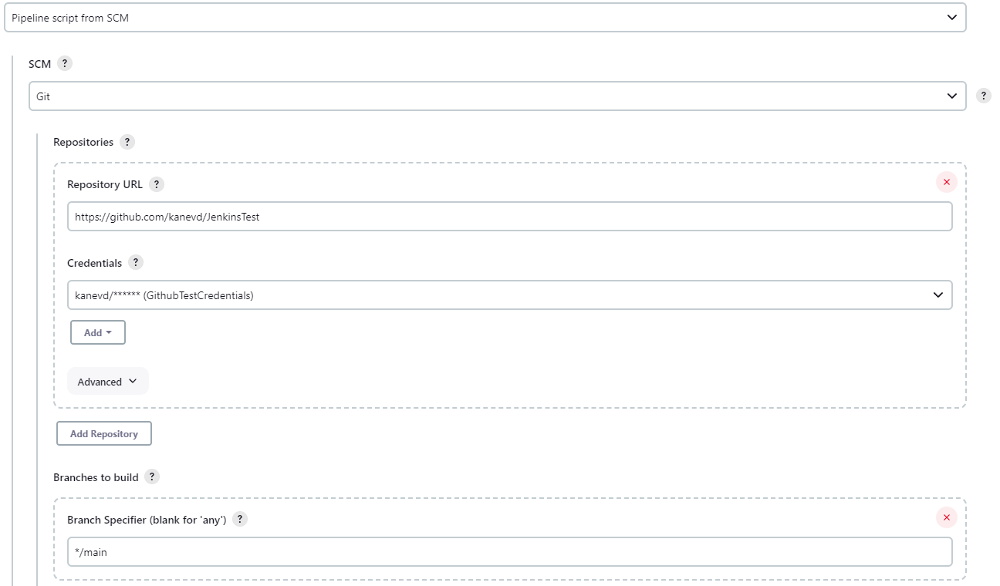 Pipeline script from SCM
SCM ?
Git
?
Repositories ?
Repository URL ?
https://github.com/kanevd/JenkinsTest
Credentials ?
kanevd/****** (GithubTestCredentials)
Add
Advanced
Add Repository
Branches to build ?
Branch Specifier (blank for 'any') ?
*/main